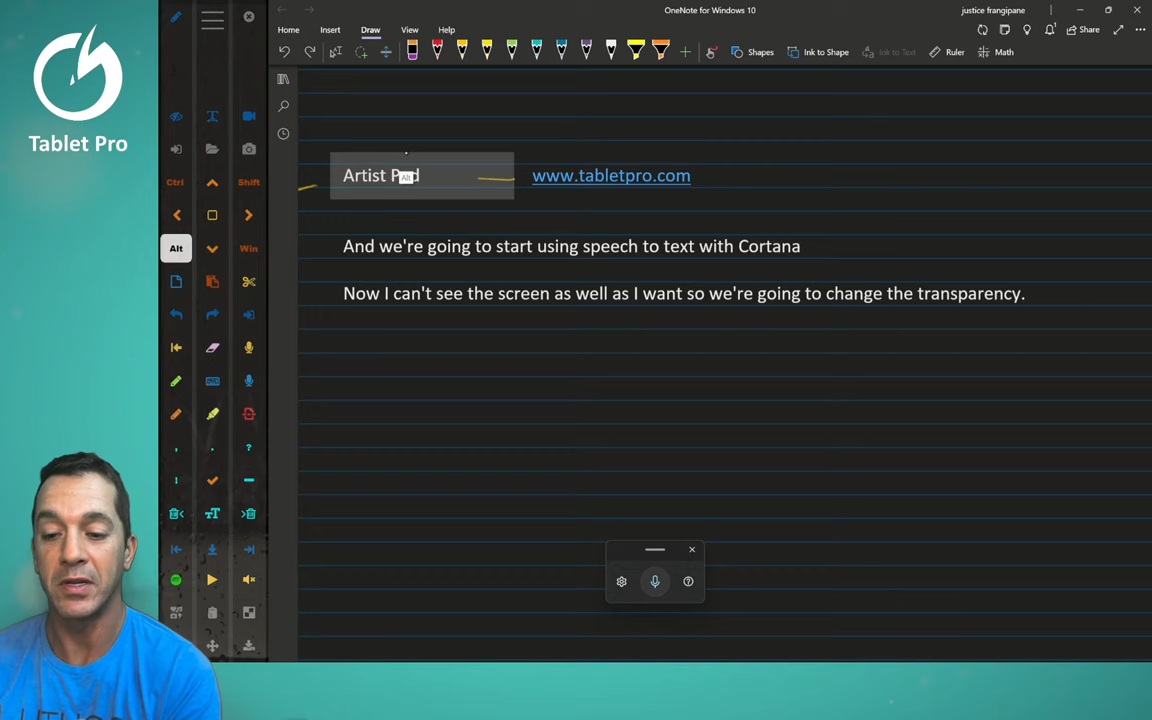 OneNote for Windows 10
justice frangipane
Home Insert Draw View Help
Shapes Ink to Shape Ink to Text Ruler Math
Share
Tablet Pro
Ctrl Shift
Alt Win
Alt
Artist Pad www.tabletpro.com
And we're going to start using speech to text with Cortana
Now I can't see the screen as well as I want so we're going to change the transparency.